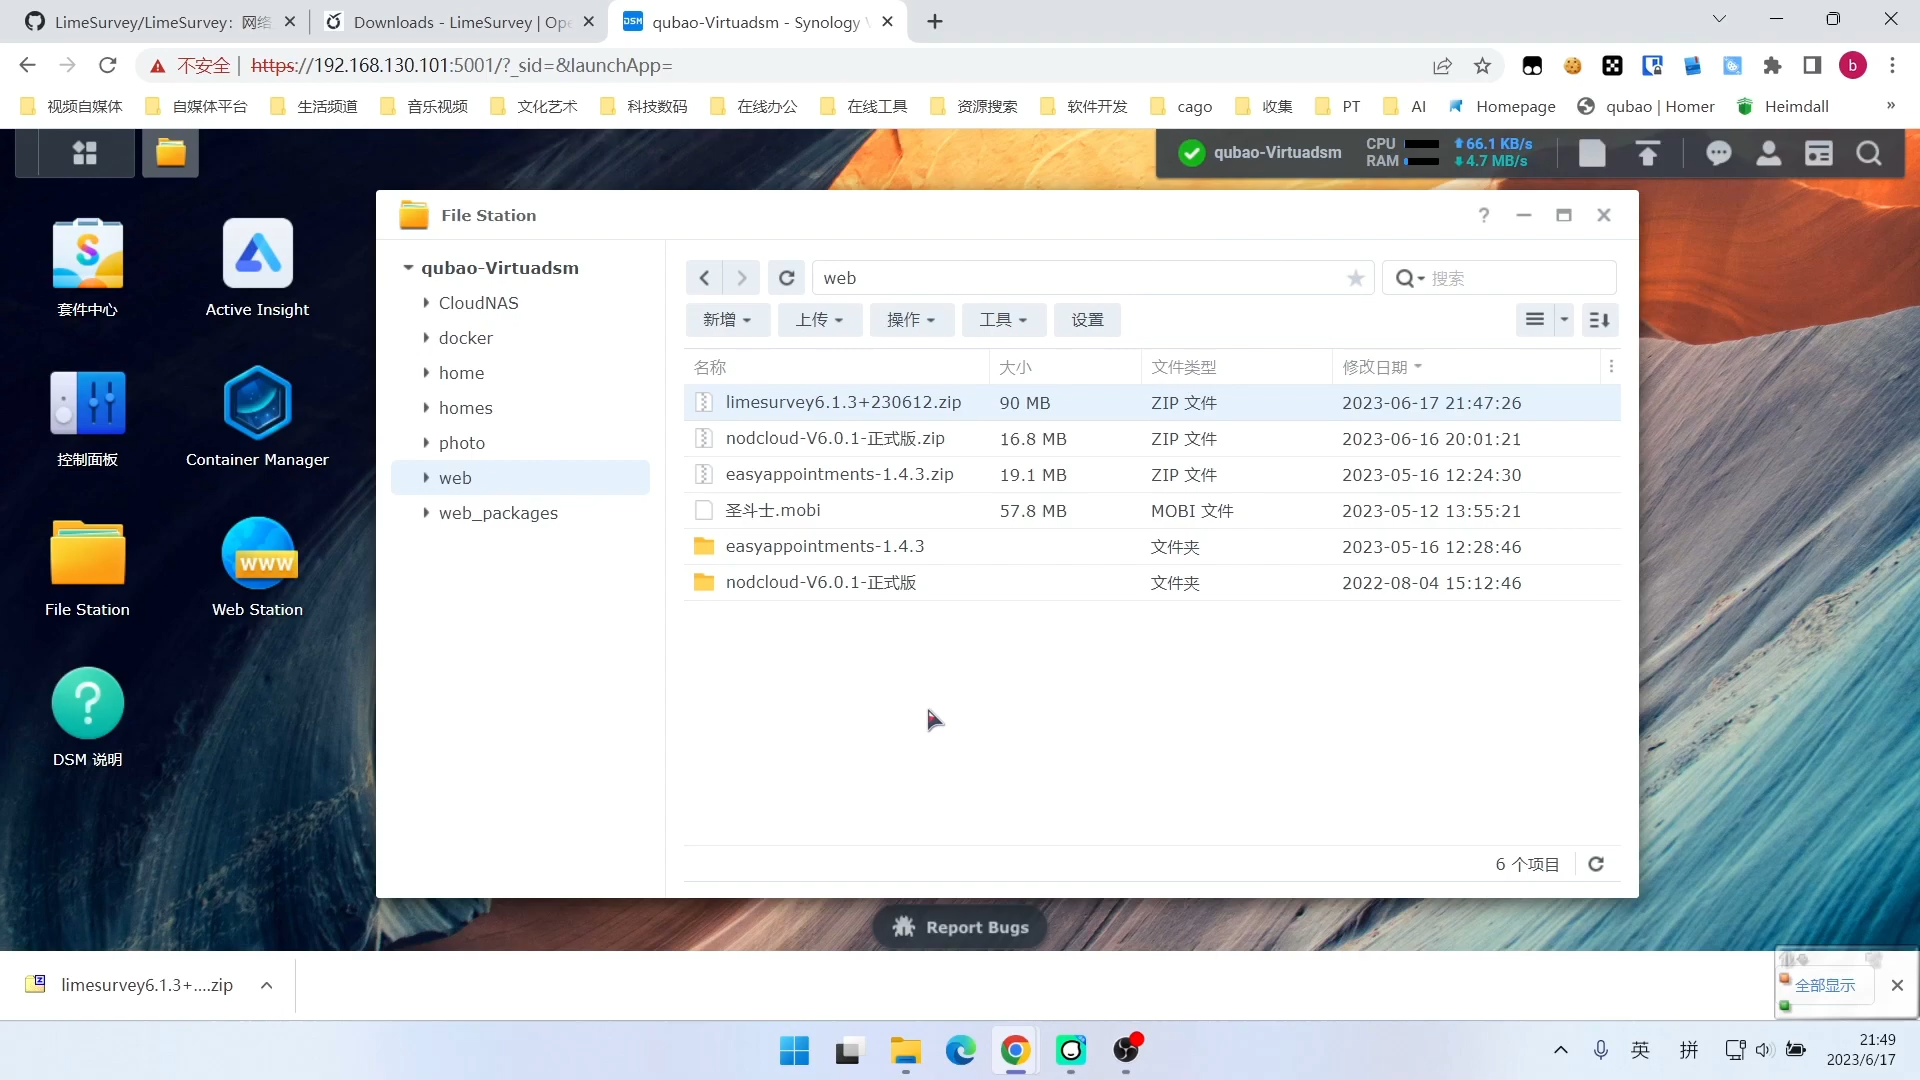 LimeSurvey/LimeSurvey: 网络
Downloads - LimeSurvey | Ope
DSM
qubao-Virtuadsm - Synology
不安全
https://192.168.130.101:5001/?_sid=&launchApp=
b
视频自媒体
自媒体平台
生活频道
音乐视频
文化艺术
科技数码
在线办公
在线工具
资源搜索
软件开发
cago
收集
PT
AI
Homepage
qubao | Homer
Heimdall
»
qubao-Virtuadsm
CPU
RAM
66.1 KB/s
4.7 MB/s
套件中心
Active Insight
控制面板
Container Manager
File Station
WWW
Web Station
DSM 说明
File Station
qubao-Virtuadsm
CloudNAS
docker
home
homes
photo
web
web_packages
web
搜索
新增
上传
操作
工具
设置
名称 大小 文件类型 修改日期
limesurvey6.1.3+230612.zip 90 MB ZIP 文件 2023-06-17 21:47:26
nodcloud-V6.0.1-正式版.zip 16.8 MB ZIP 文件 2023-06-16 20:01:21
easyappointments-1.4.3.zip 19.1 MB ZIP 文件 2023-05-16 12:24:30
圣斗士.mobi 57.8 MB MOBI 文件 2023-05-12 13:55:21
easyappointments-1.4.3 文件夹 2023-05-16 12:28:46
nodcloud-V6.0.1-正式版 文件夹 2022-08-04 15:12:46
6 个项目
Report Bugs
limesurvey6.1.3+....zip
全部显示
英
拼
21:49
2023/6/17